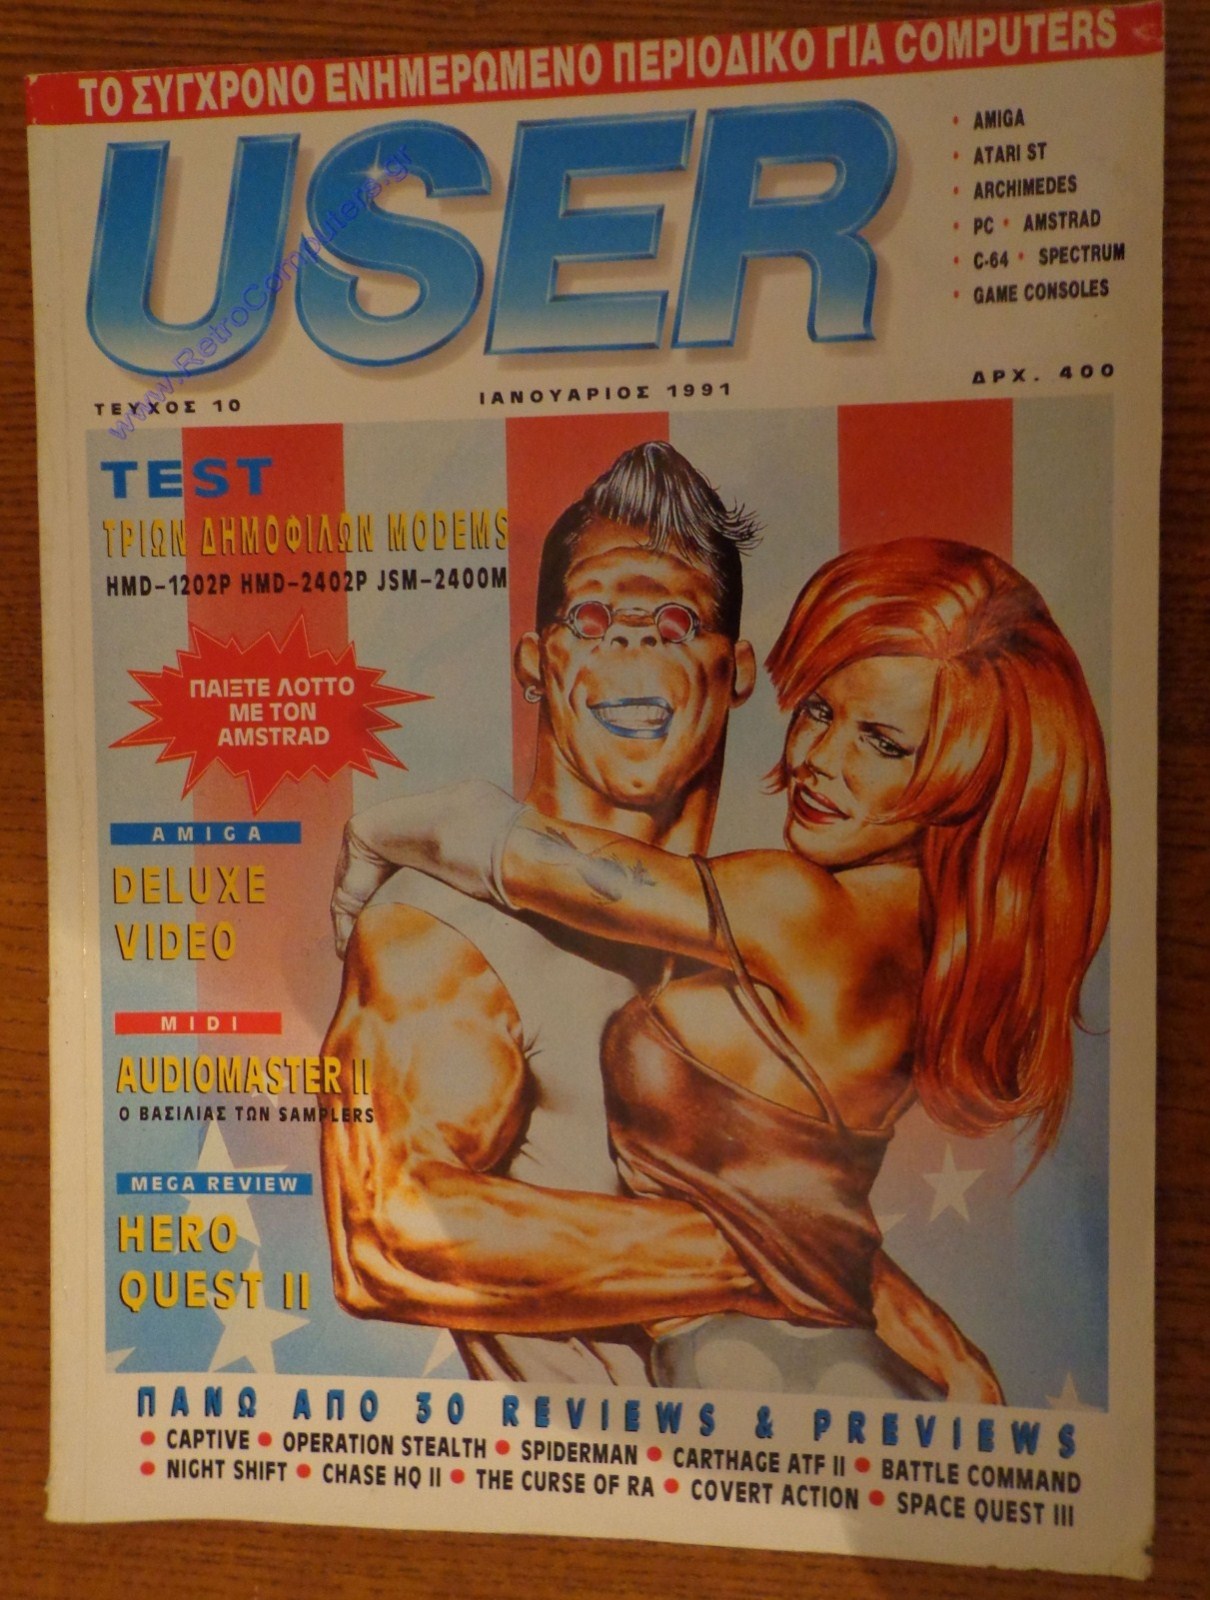 ΤΟ ΣΥΓΧΡΟΝΟ ΕΝΗΜΕΡΩΜΕΝΟ ΠΕΡΙΟΔΙΚΟ ΓΙΑ COMPUTERS
USER
• AMIGA
• ATARI ST
• ARCHIMEDES
• PC • AMSTRAD
• C-64 • SPECTRUM
• GAME CONSOLES
www.RetroComputers.gr
ΤΕΥΧΟΣ 10
ΙΑΝΟΥΑΡΙΟΣ 1991
ΔΡΧ. 400
TEST
ΤΡΙΩΝ ΔΗΜΟΦΙΛΩΝ MODEMS
HMD-1202P HMD-2402P JSM-2400M
ΠΑΙΞΤΕ ΛΟΤΤΟ
ΜΕ ΤΟΝ
AMSTRAD
AMIGA
DELUXE
VIDEO
MIDI
AUDIOMASTER II
Ο ΒΑΣΙΛΙΑΣ ΤΩΝ SAMPLERS
MEGA REVIEW
HERO
QUEST II
ΠΑΝΩ ΑΠΟ 30 REVIEWS & PREVIEWS
• CAPTIVE • OPERATION STEALTH • SPIDERMAN • CARTHAGE ATF II • BATTLE COMMAND
• NIGHT SHIFT • CHASE HQ II • THE CURSE OF RA • COVERT ACTION • SPACE QUEST III